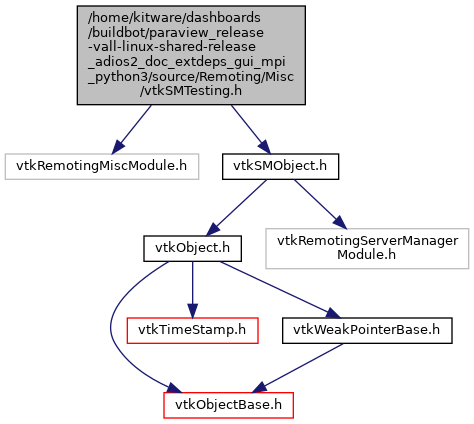 /home/kitware/dashboards
/buildbot/paraview_release
-vall-linux-shared-release
_adios2_doc_extdeps_gui_mpi
_python3/source/Remoting/Misc
/vtkSMTesting.h
vtkRemotingMiscModule.h
vtkSMObject.h
vtkObject.h
vtkRemotingServerManager
Module.h
vtkTimeStamp.h
vtkWeakPointerBase.h
vtkObjectBase.h